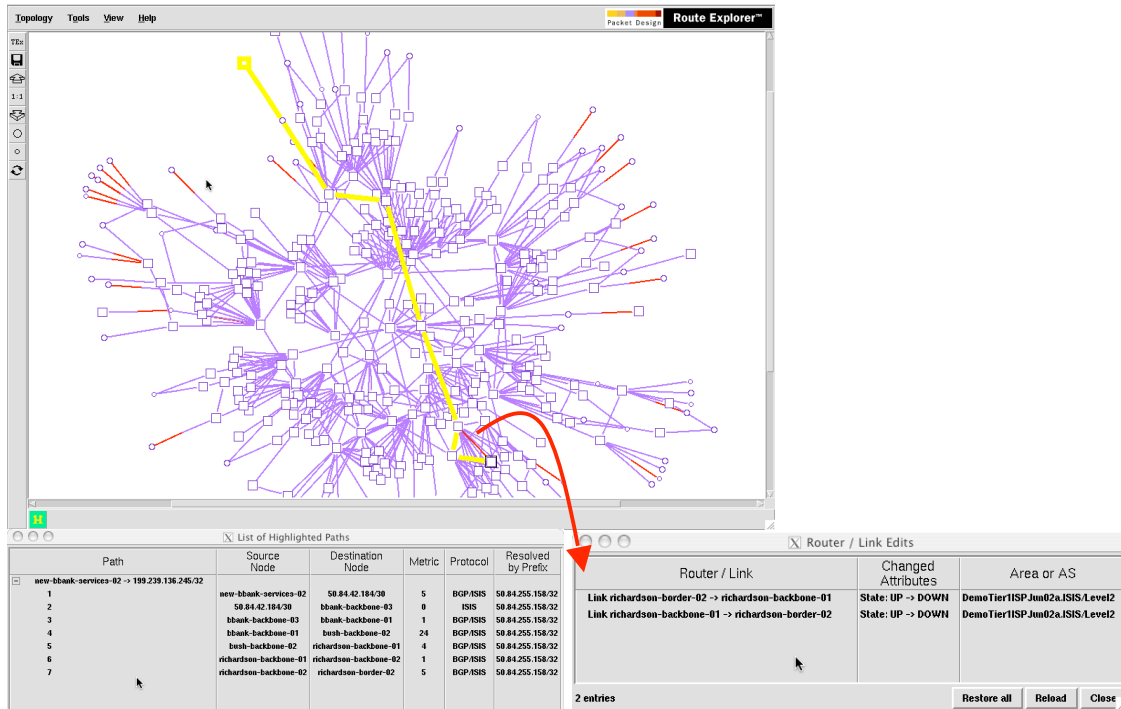 Topology Tools View Help
Packet Design Route Explorer™
TEx
1:1
H
List of Highlighted Paths
Path Source Node Destination Node Metric Protocol Resolved by Prefix
new-bbank-services-02 -> 199.239.136.245/32
1 new-bbank-services-02 50.84.42.184/30 5 BGP/ISIS 50.84.255.158/32
2 50.84.42.184/30 bbank-backbone-03 0 ISIS 50.84.255.158/32
3 bbank-backbone-03 bbank-backbone-01 1 BGP/ISIS 50.84.255.158/32
4 bbank-backbone-01 bush-backbone-02 24 BGP/ISIS 50.84.255.158/32
5 bush-backbone-02 richardson-backbone-01 4 BGP/ISIS 50.84.255.158/32
6 richardson-backbone-01 richardson-backbone-02 1 BGP/ISIS 50.84.255.158/32
7 richardson-backbone-02 richardson-border-02 5 BGP/ISIS 50.84.255.158/32
Router / Link Edits
Router / Link Changed Attributes Area or AS
Link richardson-border-02 -> richardson-backbone-01 State: UP -> DOWN DemoTier1ISPJun02a.ISIS/Level2
Link richardson-backbone-01 -> richardson-border-02 State: UP -> DOWN DemoTier1ISPJun02a.ISIS/Level2
2 entries Restore all Reload Close